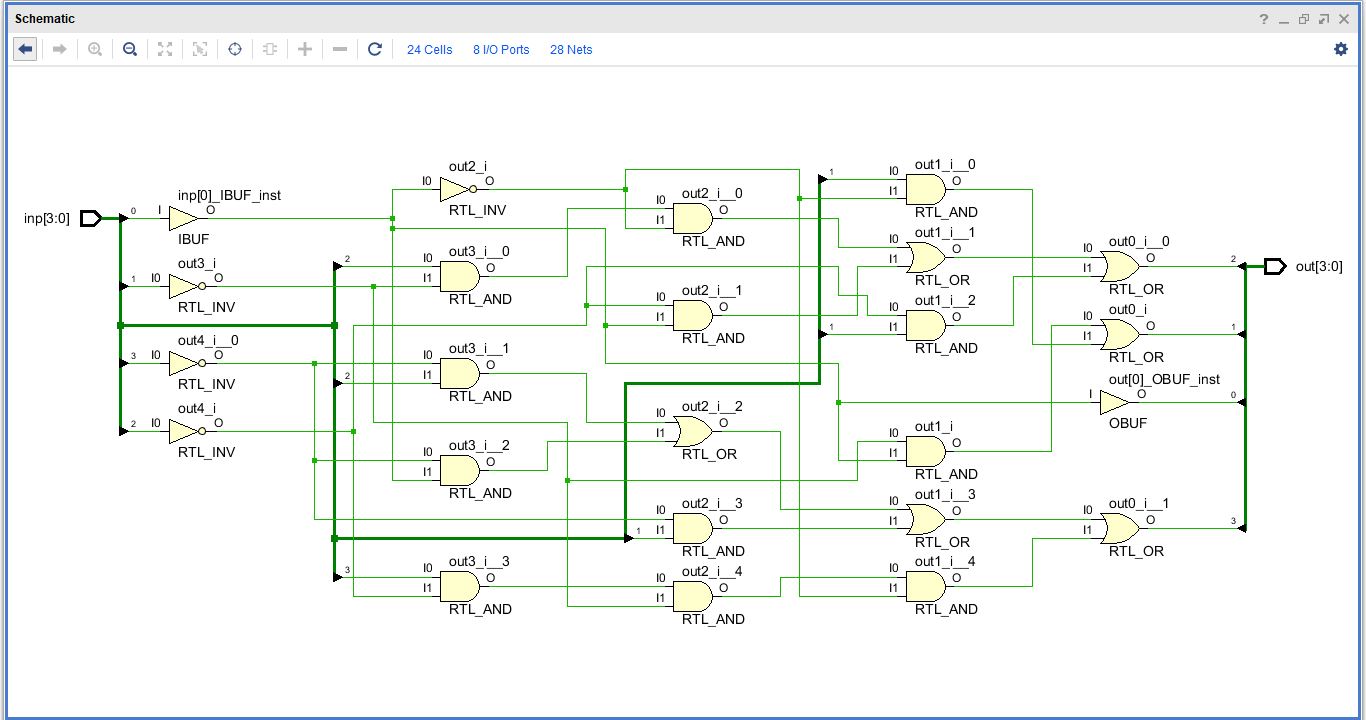 Schematic
24 Cells 8 I/O Ports 28 Nets
inp[3:0]
0
inp[0]_IBUF_inst
I O
IBUF
1
out3_i
I0 O
RTL_INV
3
out4_i__0
I0 O
RTL_INV
2
out4_i
I0 O
RTL_INV
out2_i
I0 O
RTL_INV
2
out3_i__0
I0 O
I1
RTL_AND
2
out3_i__1
I0 O
I1
RTL_AND
out3_i__2
I0 O
I1
RTL_AND
3
out3_i__3
I0 O
I1
RTL_AND
out2_i__0
I0 O
I1
RTL_AND
out2_i__1
I0 O
I1
RTL_AND
out2_i__2
I0 O
I1
RTL_OR
1
out2_i__3
I0 O
I1
RTL_AND
out2_i__4
I0 O
I1
RTL_AND
1
out1_i__0
I0 O
I1
RTL_AND
out1_i__1
I0 O
I1
RTL_OR
1
out1_i__2
I0 O
I1
RTL_AND
out1_i
I0 O
I1
RTL_AND
out1_i__3
I0 O
I1
RTL_OR
out1_i__4
I0 O
I1
RTL_AND
out0_i__0
I0 O
I1
RTL_OR
2
out0_i
I0 O
I1
RTL_OR
1
out[0]_OBUF_inst
I O
OBUF
0
out0_i__1
I0 O
I1
RTL_OR
3
out[3:0]